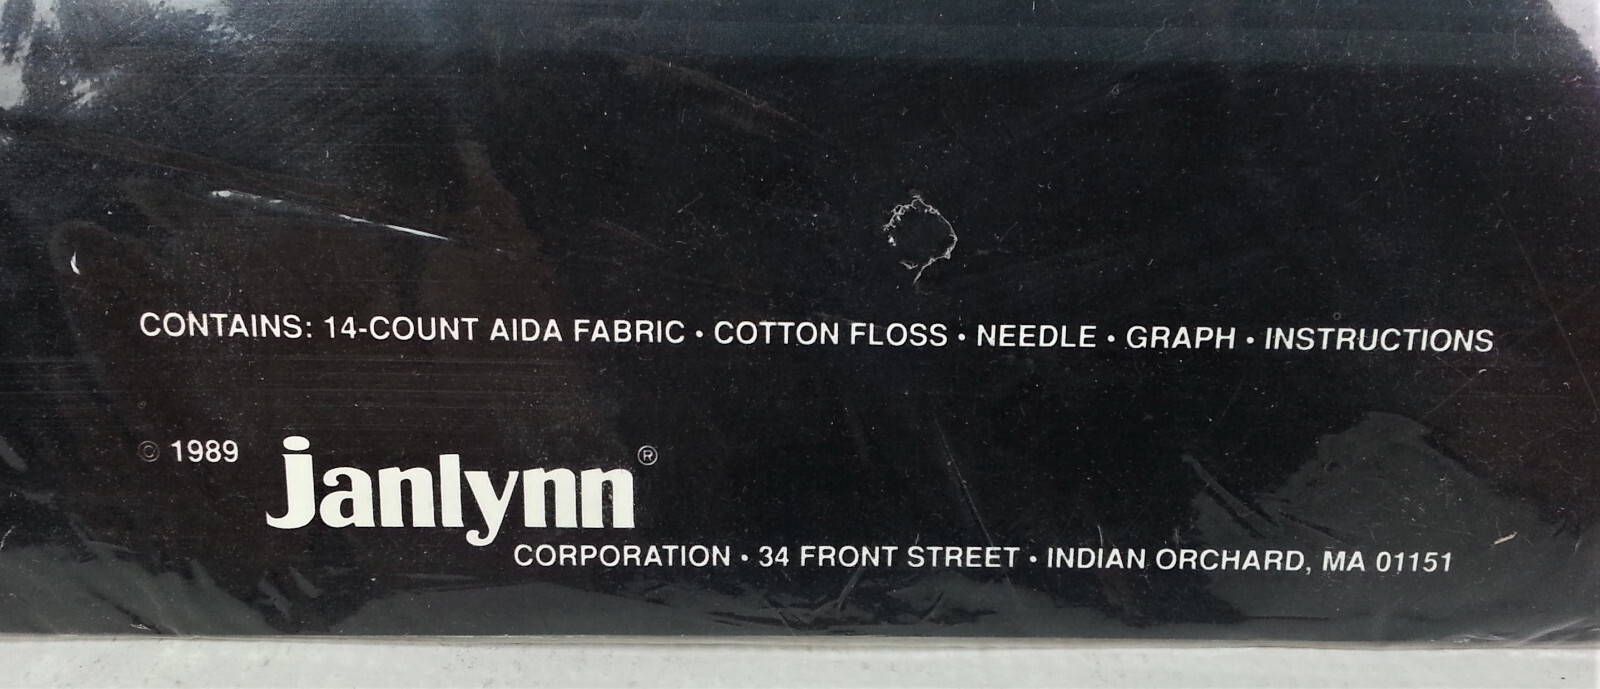 CONTAINS: 14-COUNT AIDA FABRIC • COTTON FLOSS • NEEDLE • GRAPH • INSTRUCTIONS
© 1989 janlynn®
CORPORATION • 34 FRONT STREET • INDIAN ORCHARD, MA 01151